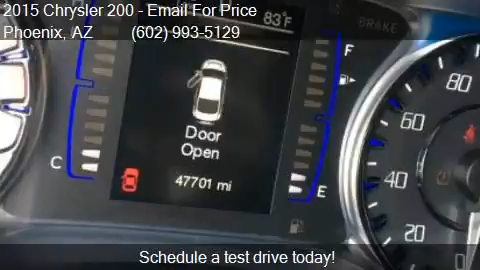 2015 Chrysler 200 - Email For Price
Phoenix, AZ (602) 993-5129
83°F
BRAKE
F
80
60
Door
Open
C
47701 mi
E
40
20
0
Schedule a test drive today!